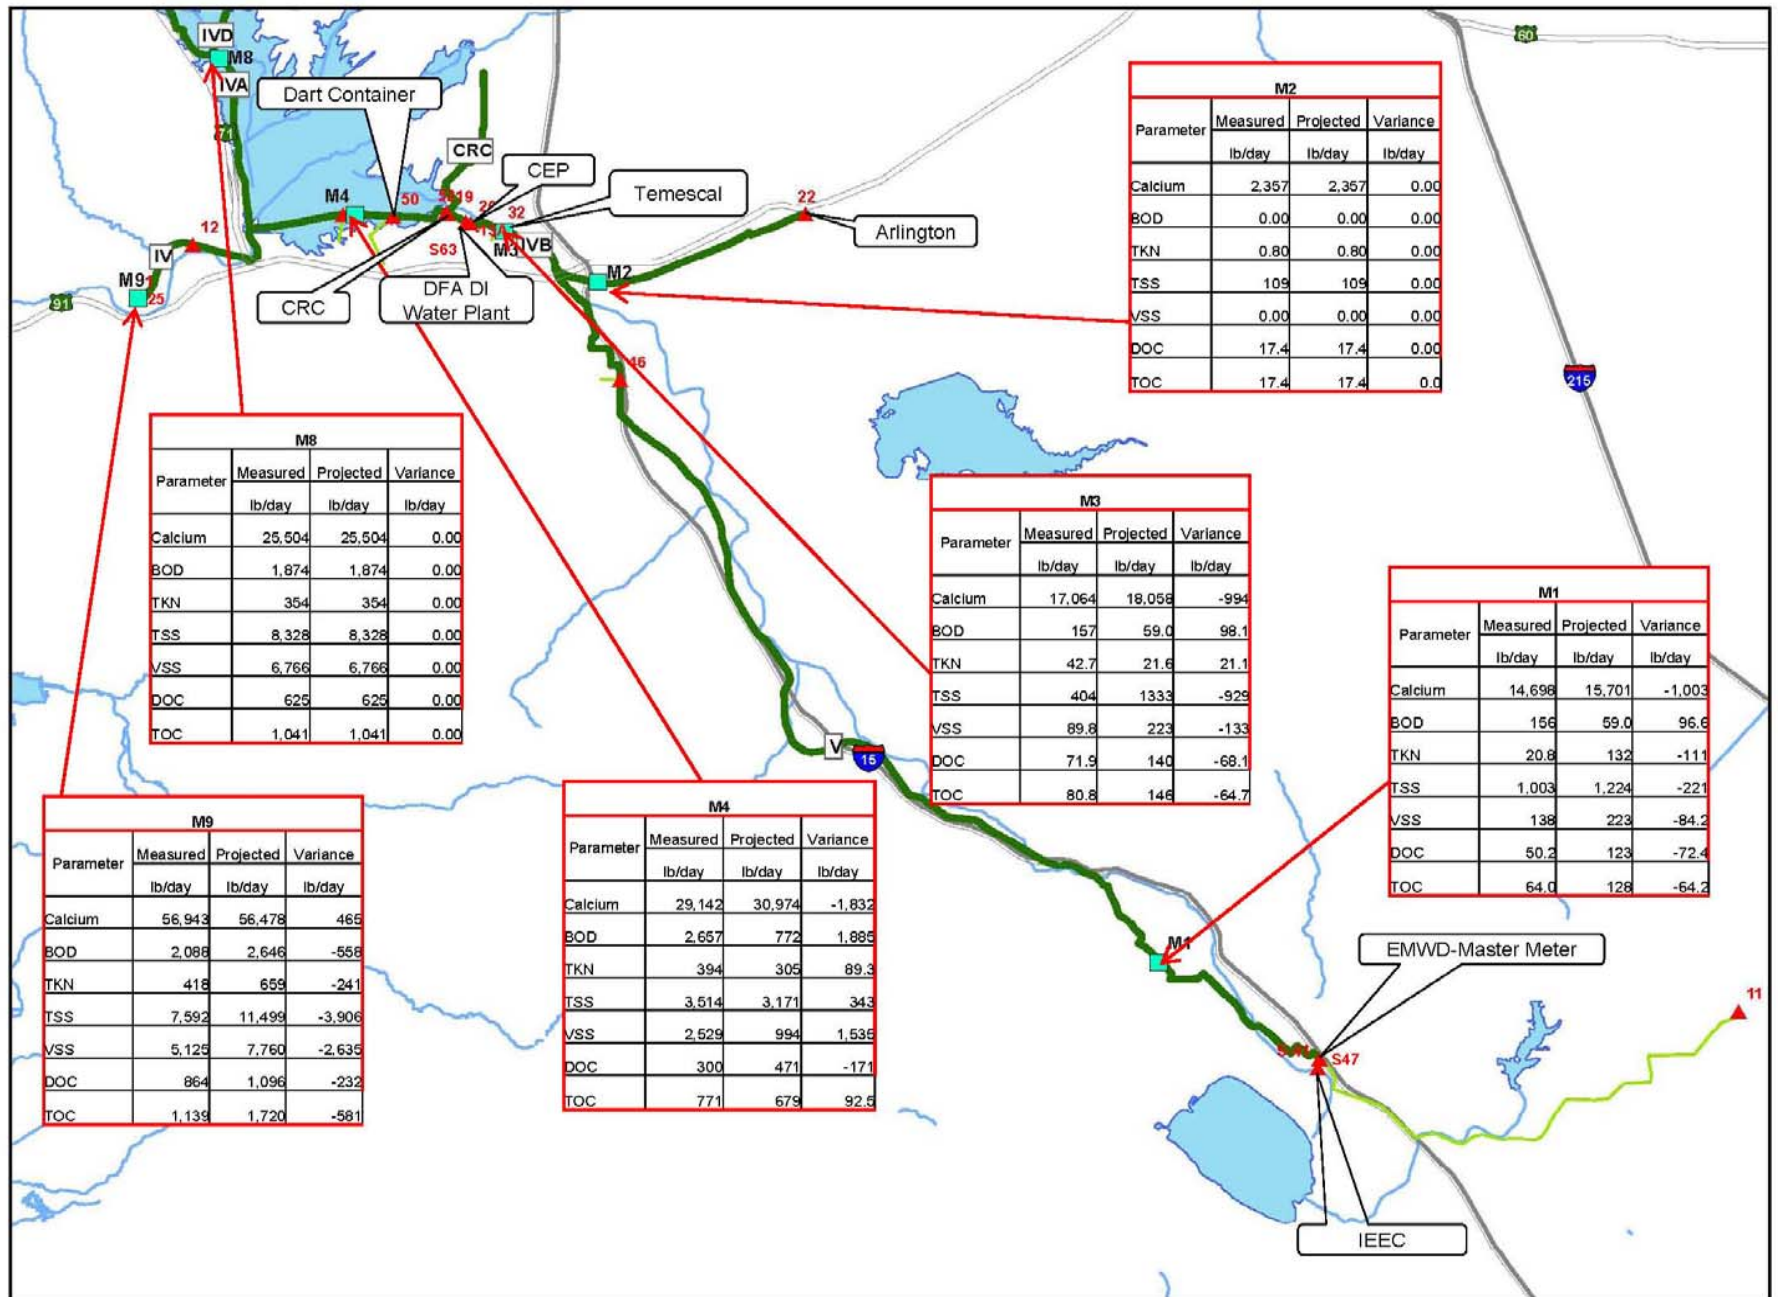 60
IVD
M8
IVA
71
Dart Container
CRC
CEP
Temescal
M4
50
32
22
Arlington
12
S63
M3
IVB
IV
M9
25
91
CRC
DFA DI
Water Plant
M2
46
215
V
15
M1
EMWD-Master Meter
11
S47
IEEC
M2
Parameter Measured Projected Variance
lb/day lb/day lb/day
Calcium 2,357 2,357 0.00
BOD 0.00 0.00 0.00
TKN 0.80 0.80 0.00
TSS 109 109 0.00
VSS 0.00 0.00 0.00
DOC 17.4 17.4 0.00
TOC 17.4 17.4 0.0
M8
Parameter Measured Projected Variance
lb/day lb/day lb/day
Calcium 25,504 25,504 0.00
BOD 1,874 1,874 0.00
TKN 354 354 0.00
TSS 8,328 8,328 0.00
VSS 6,766 6,766 0.00
DOC 625 625 0.00
TOC 1,041 1,041 0.00
M3
Parameter Measured Projected Variance
lb/day lb/day lb/day
Calcium 17,064 18,058 -994
BOD 157 59.0 98.1
TKN 42.7 21.6 21.1
TSS 404 1333 -929
VSS 89.8 223 -133
DOC 71.9 140 -68.1
TOC 80.8 146 -64.7
M1
Parameter Measured Projected Variance
lb/day lb/day lb/day
Calcium 14,698 15,701 -1,003
BOD 156 59.0 96.6
TKN 20.8 132 -111
TSS 1,003 1,224 -221
VSS 138 223 -84.2
DOC 50.2 123 -72.4
TOC 64.0 128 -64.2
M9
Parameter Measured Projected Variance
lb/day lb/day lb/day
Calcium 56,943 56,478 465
BOD 2,088 2,646 -558
TKN 418 659 -241
TSS 7,592 11,499 -3,906
VSS 5,125 7,760 -2,635
DOC 864 1,096 -232
TOC 1,139 1,720 -581
M4
Parameter Measured Projected Variance
lb/day lb/day lb/day
Calcium 29,142 30,974 -1,832
BOD 2,657 772 1,885
TKN 394 305 89.3
TSS 3,514 3,171 343
VSS 2,529 994 1,535
DOC 300 471 -171
TOC 771 679 92.5